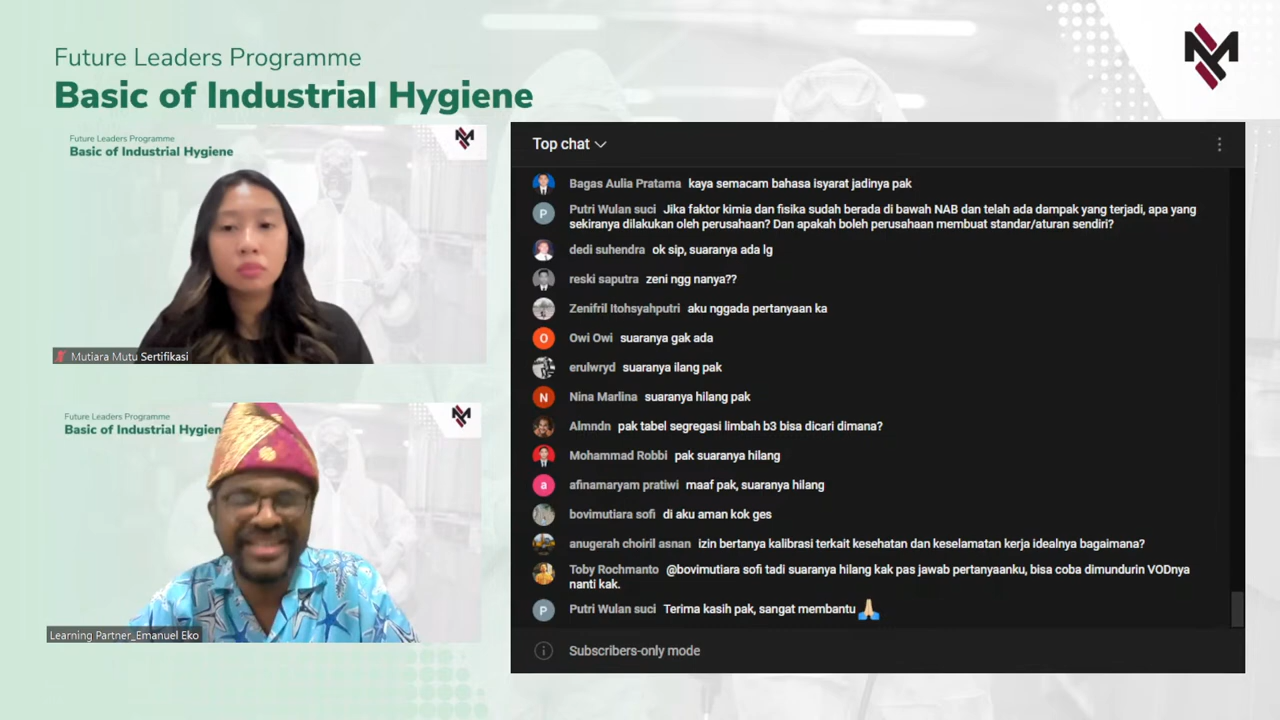 Future Leaders Programme
Basic of Industrial Hygiene
Future Leaders Programme
Basic of Industrial Hygiene
Mutiara Mutu Sertifikasi
Future Leaders Programme
Basic of Industrial Hygien
Learning Partner_Emanuel Eko
Top chat
Bagas Aulia Pratama kaya semacam bahasa isyarat jadinya pak
P
Putri Wulan suci Jika faktor kimia dan fisika sudah berada di bawah NAB dan telah ada dampak yang terjadi, apa yang
sekiranya dilakukan oleh perusahaan? Dan apakah boleh perusahaan membuat standar/aturan sendiri?
dedi suhendra ok sip, suaranya ada lg
reski saputra zeni ngg nanya??
Zenifril Itohsyahputri aku nggada pertanyaan ka
O
Owi Owi suaranya gak ada
erulwryd suaranya ilang pak
N
Nina Marlina suaranya hilang pak
Almndn pak tabel segregasi limbah b3 bisa dicari dimana?
Mohammad Robbi pak suaranya hilang
a
afinamaryam pratiwi maaf pak, suaranya hilang
bovimutiara sofi di aku aman kok ges
anugerah choiril asnan izin bertanya kalibrasi terkait kesehatan dan keselamatan kerja idealnya bagaimana?
Toby Rochmanto @bovimutiara sofi tadi suaranya hilang kak pas jawab pertanyaanku, bisa coba dimundurin VODnya
nanti kak.
P
Putri Wulan suci Terima kasih pak, sangat membantu 🙏🏼
Subscribers-only mode